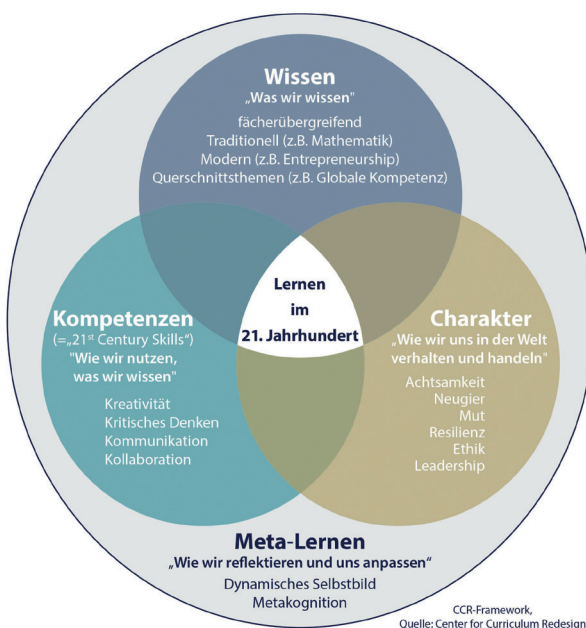 Wissen
„Was wir wissen"
fächerübergreifend
Traditionell (z.B. Mathematik)
Modern (z.B. Entrepreneurship)
Querschnittsthemen (z.B. Globale Kompetenz)
Lernen
im
21. Jahrhundert
Kompetenzen
(=„21st Century Skills“)
"Wie wir nutzen,
was wir wissen"
Kreativität
Kritisches Denken
Kommunikation
Kollaboration
Charakter
„Wie wir uns in der Welt
verhalten und handeln"
Achtsamkeit
Neugier
Mut
Resilienz
Ethik
Leadership
Meta-Lernen
„Wie wir reflektieren und uns anpassen“
Dynamisches Selbstbild
Metakognition
CCR-Framework,
Quelle: Center for Curriculum Redesign